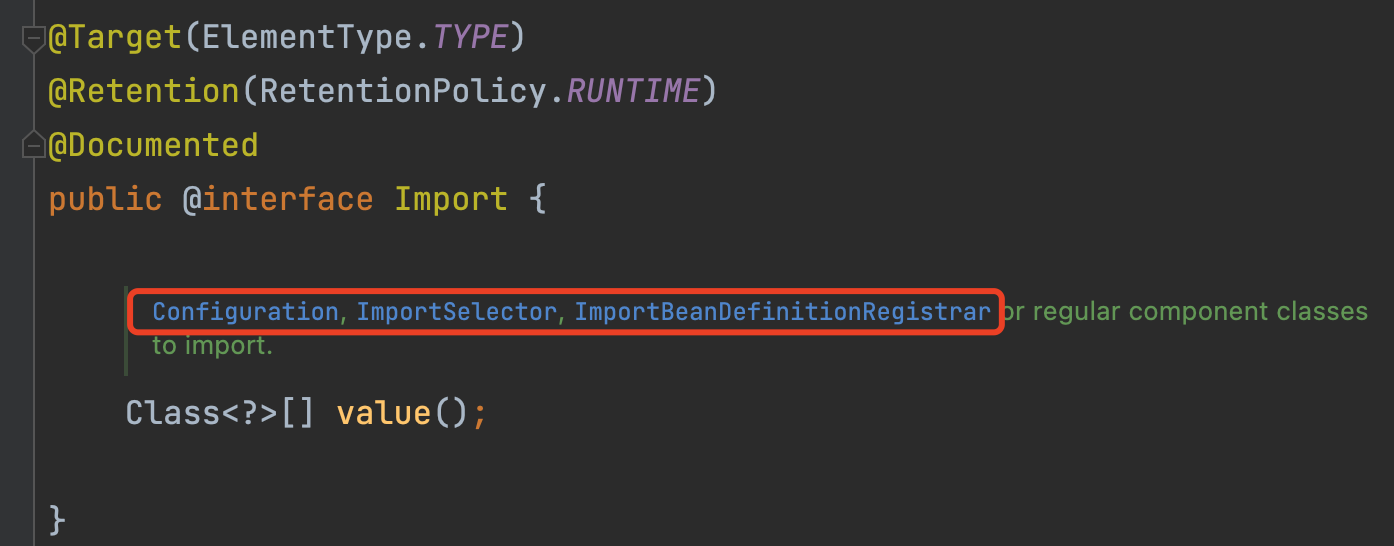 @Target(ElementType.TYPE)
@Retention(RetentionPolicy.RUNTIME)
@Documented
public @interface Import {
Configuration, ImportSelector, ImportBeanDefinitionRegistrar or regular component classes
to import.
Class<?>[] value();
}